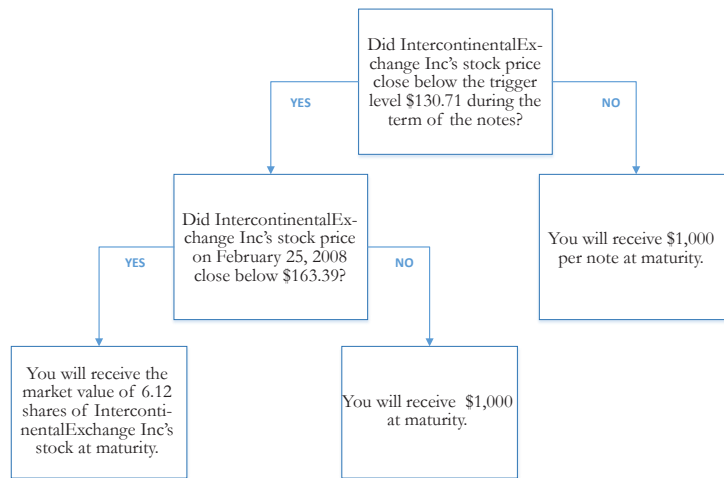 Did IntercontinentalEx-
change Inc's stock price
close below the trigger
level $130.71 during the
term of the notes?
YES
NO
Did IntercontinentalEx-
change Inc's stock price
on February 25, 2008
close below $163.39?
You will receive $1,000
per note at maturity.
YES
NO
You will receive the
market value of 6.12
shares of Interconti-
nentalExchange Inc's
stock at maturity.
You will receive $1,000
at maturity.